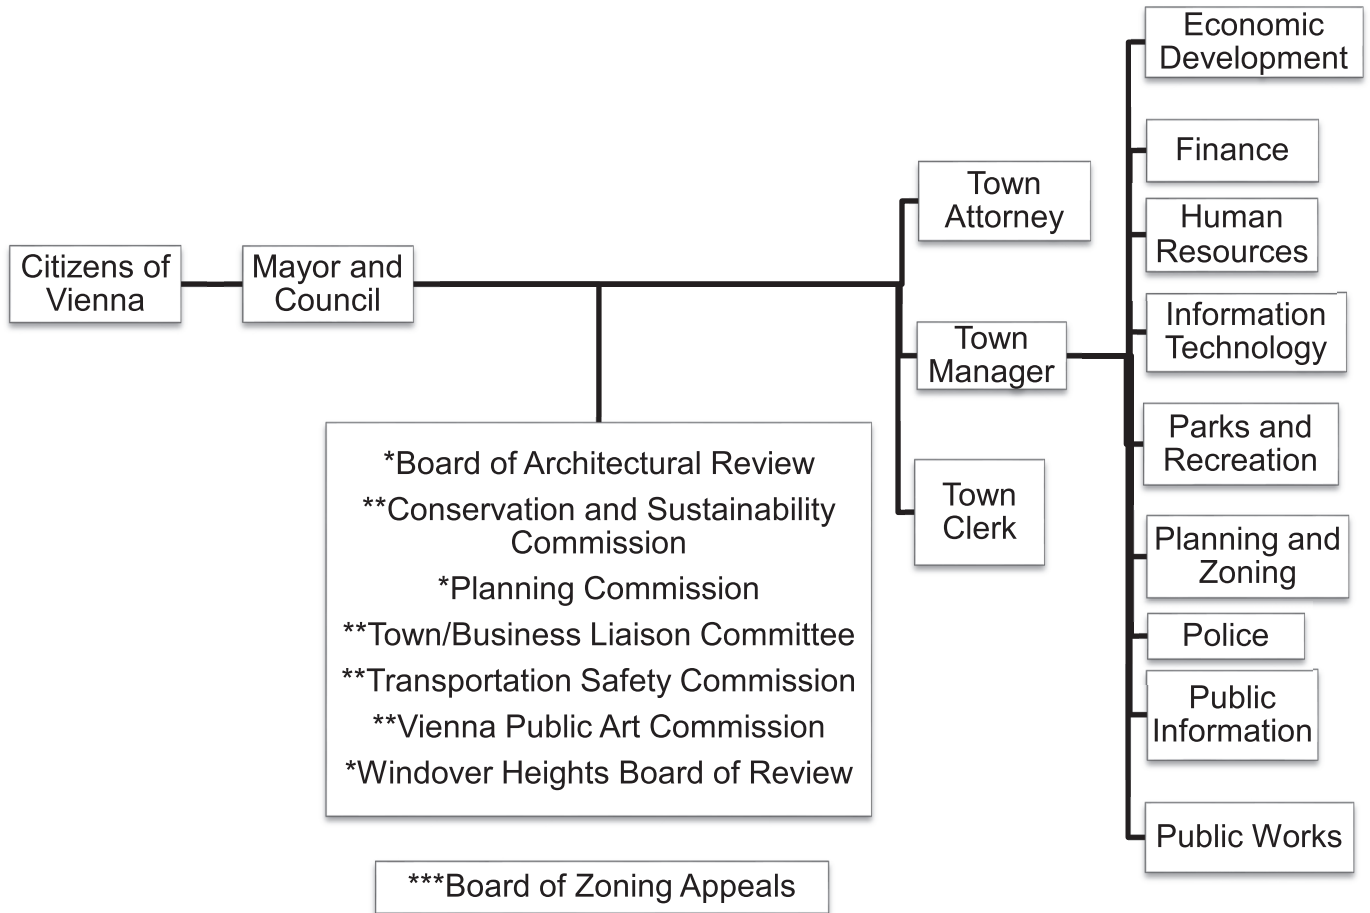 Citizens of
Vienna
Mayor and
Council
*Board of Architectural Review
**Conservation and Sustainability
Commission
*Planning Commission
**Town/Business Liaison Committee
**Transportation Safety Commission
**Vienna Public Art Commission
*Windover Heights Board of Review
***Board of Zoning Appeals
Town
Attorney
Town
Manager
Town
Clerk
Economic
Development
Finance
Human
Resources
Information
Technology
Parks and
Recreation
Planning and
Zoning
Police
Public
Information
Public Works